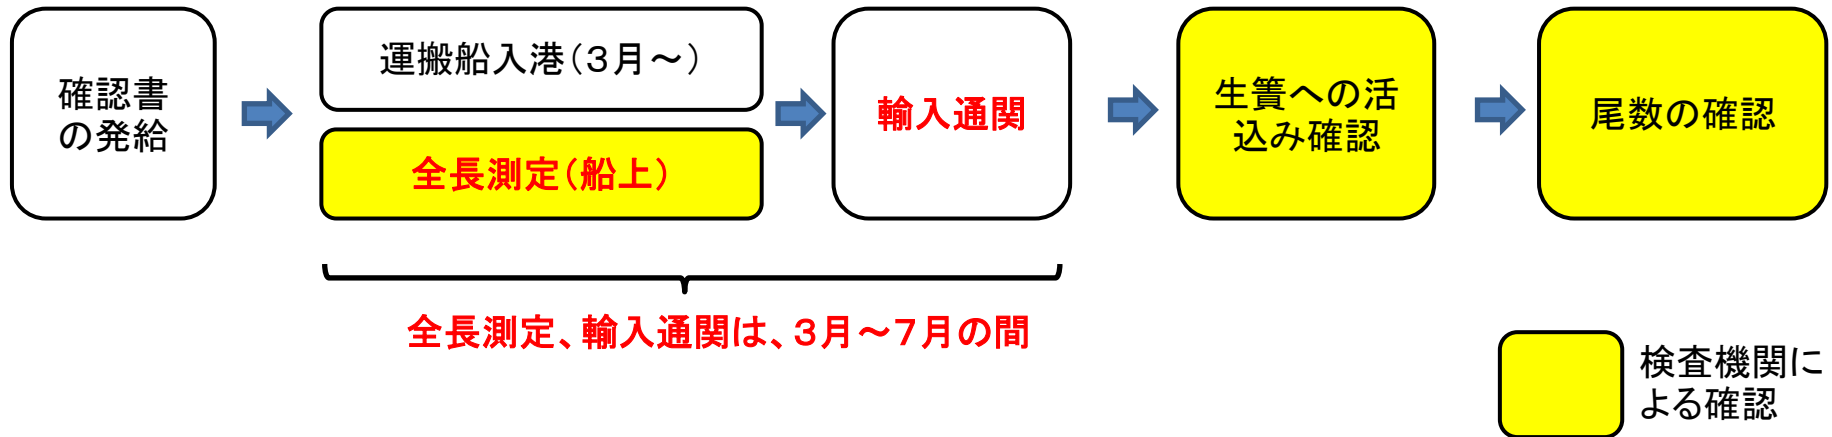 確認書
の発給
運搬船入港（３月～）
全長測定（船上）
輸入通関
生簀への活
込み確認
尾数の確認
全長測定、輸入通関は、３月～７月の間
検査機関に
よる確認